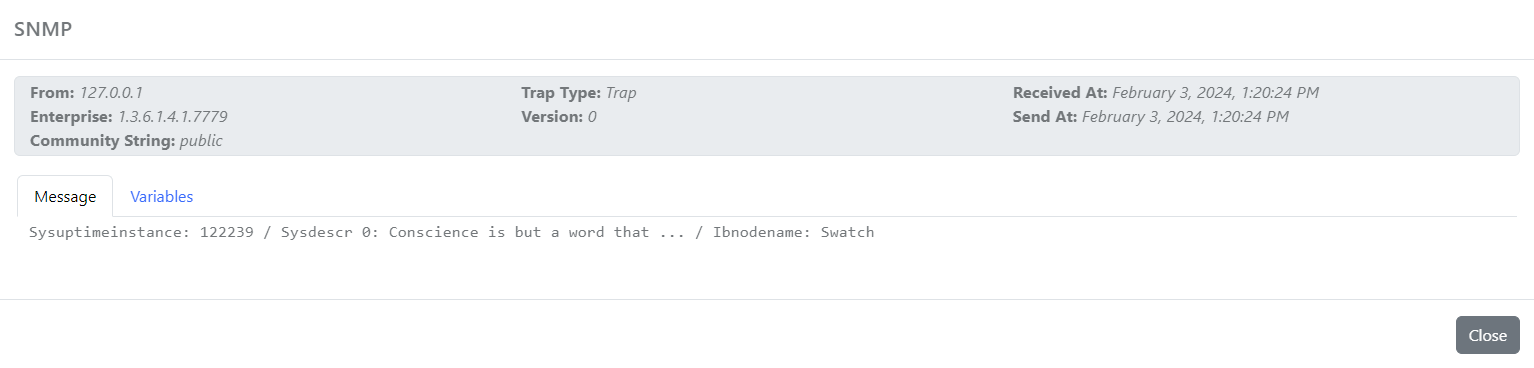 SNMP
From: 127.0.0.1
Enterprise: 1.3.6.1.4.1.7779
Community String: public
Trap Type: Trap
Version: 0
Received At: February 3, 2024, 1:20:24 PM
Send At: February 3, 2024, 1:20:24 PM
Message
Variables
Sysuptimeinstance: 122239 / Sysdescr 0: Conscience is but a word that ... / Ibnodename: Swatch
Close